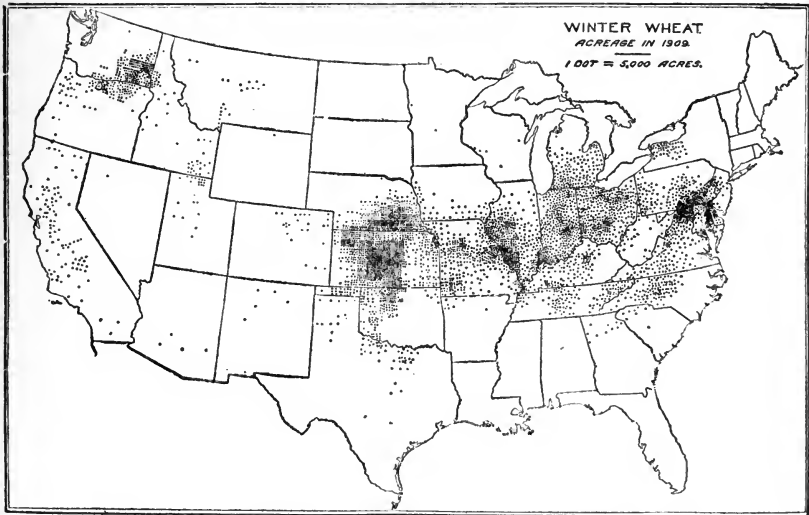 WINTER WHEAT.
ACREAGE IN 1909.
1 DOT = 5,000 ACRES.